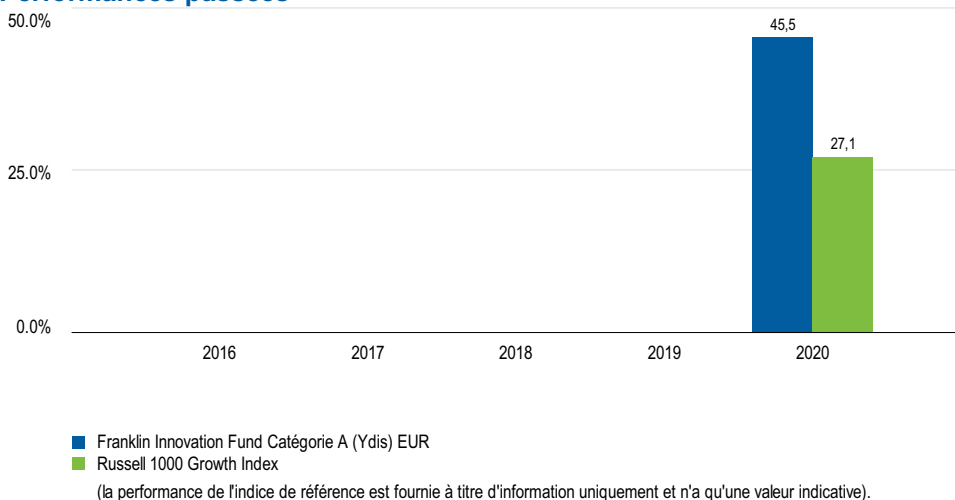 Performances passées
50.0%
45,5
27,1
25.0%
0.0%
2016 2017 2018 2019 2020
Franklin Innovation Fund Catégorie A (Ydis) EUR
Russell 1000 Growth Index
(la performance de l'indice de référence est fournie à titre d'information uniquement et n'a qu'une valeur indicative).